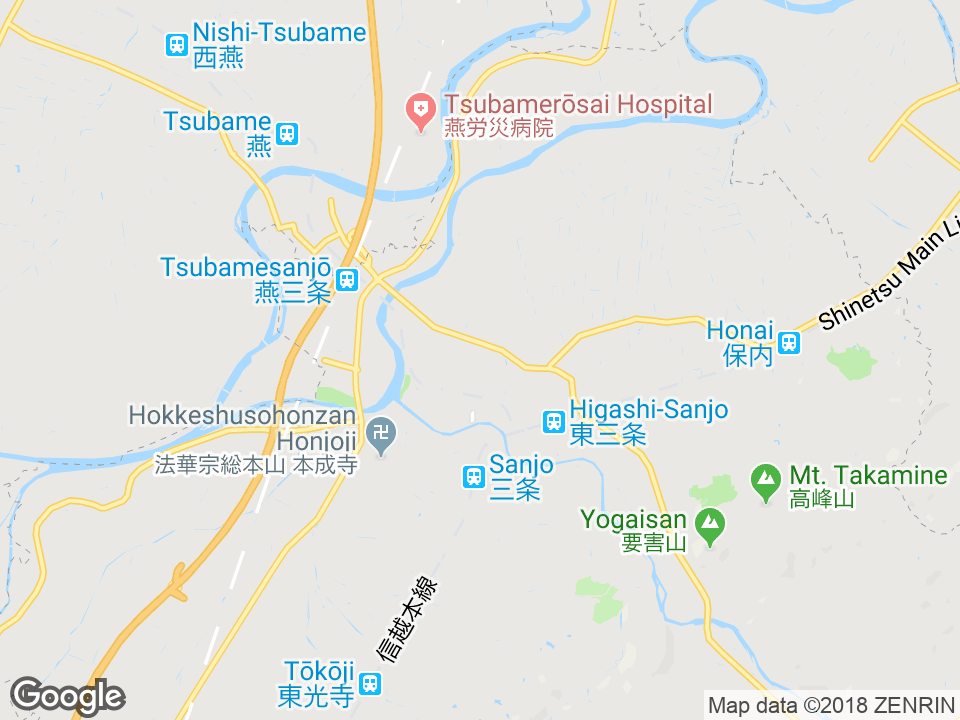 Nishi-Tsubame
西燕
Tsubamerōsai Hospital
燕労災病院
Tsubame
燕
Shinetsu Main Li
Tsubamesanjō
燕三条
Honai
保内
Hokkeshusohonzan
Honjoji
法華宗総本山 本成寺
Higashi-Sanjo
東三条
Sanjo
三条
Mt. Takamine
高峰山
Yogaisan
要害山
信越本線
Tōkōji
東光寺
Google
Map data ©2018 ZENRIN